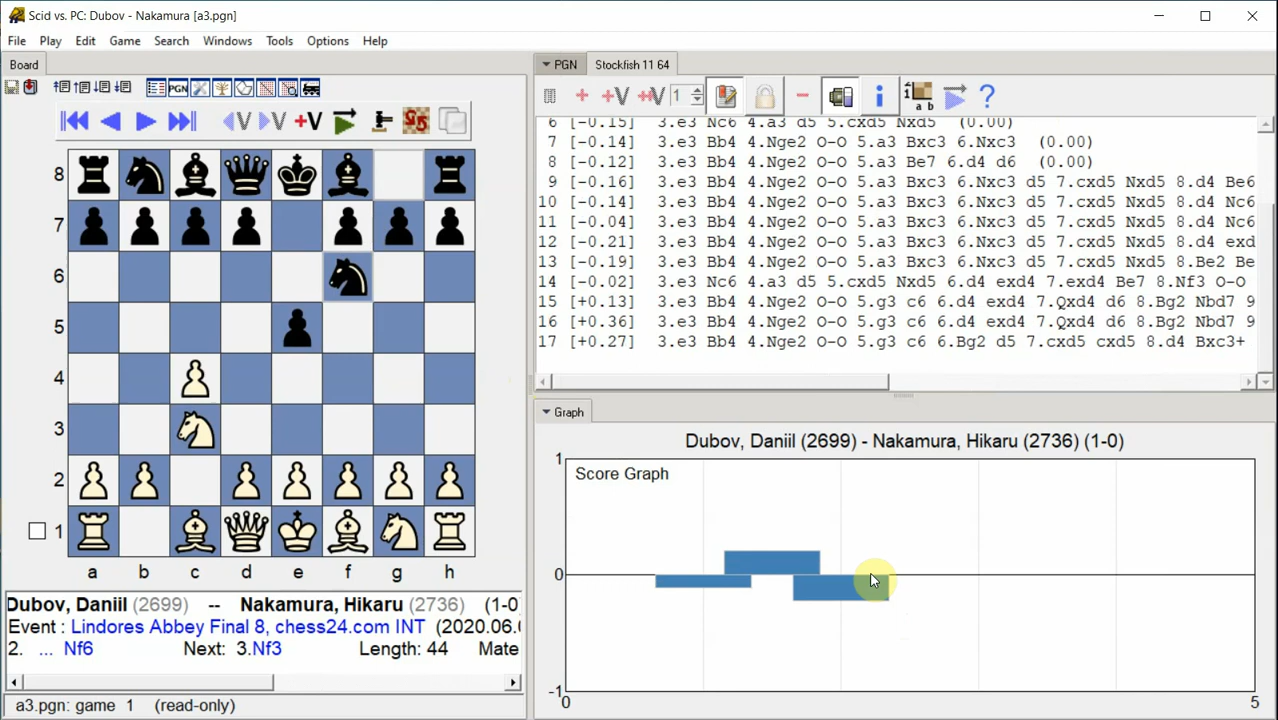 Scid vs. PC: Dubov - Nakamura [a3.pgn]
File Play Edit Game Search Windows Tools Options Help
Board
PGN Stockfish 11 64
PGN
+V
+ +V +V 1 − i a b ?
6 [-0.15] 3.e3 Nc6 4.a3 d5 5.cxd5 Nxd5 (0.00)
7 [-0.14] 3.e3 Bb4 4.Nge2 O-O 5.a3 Bxc3 6.Nxc3 (0.00)
8 [-0.12] 3.e3 Bb4 4.Nge2 O-O 5.a3 Be7 6.d4 d6 (0.00)
9 [-0.16] 3.e3 Bb4 4.Nge2 O-O 5.a3 Bxc3 6.Nxc3 d5 7.cxd5 Nxd5 8.d4 Be6
10 [-0.14] 3.e3 Bb4 4.Nge2 O-O 5.a3 Bxc3 6.Nxc3 d5 7.cxd5 Nxd5 8.d4 Nc6
11 [-0.04] 3.e3 Bb4 4.Nge2 O-O 5.a3 Bxc3 6.Nxc3 d5 7.cxd5 Nxd5 8.d4 Nc6
12 [-0.21] 3.e3 Bb4 4.Nge2 O-O 5.a3 Bxc3 6.Nxc3 d5 7.cxd5 Nxd5 8.d4 exd
13 [-0.19] 3.e3 Bb4 4.Nge2 O-O 5.a3 Bxc3 6.Nxc3 d5 7.cxd5 Nxd5 8.Be2 Be
14 [-0.02] 3.e3 Nc6 4.a3 d5 5.cxd5 Nxd5 6.d4 exd4 7.exd4 Be7 8.Nf3 O-O
15 [+0.13] 3.e3 Bb4 4.Nge2 O-O 5.g3 c6 6.d4 exd4 7.Qxd4 d6 8.Bg2 Nbd7 9
16 [+0.36] 3.e3 Bb4 4.Nge2 O-O 5.g3 c6 6.d4 exd4 7.Qxd4 d6 8.Bg2 Nbd7 9
17 [+0.27] 3.e3 Bb4 4.Nge2 O-O 5.g3 c6 6.Bg2 d5 7.cxd5 cxd5 8.d4 Bxc3+
8
7
6
5
4
3
2
1
a b c d e f g h
Dubov, Daniil (2699) -- Nakamura, Hikaru (2736) (1-0
Event : Lindores Abbey Final 8, chess24.com INT (2020.06.0
2. ... Nf6 Next: 3.Nf3 Length: 44 Mate
a3.pgn: game 1 (read-only)
Graph
Dubov, Daniil (2699) - Nakamura, Hikaru (2736) (1-0)
Score Graph
1
0
-1
0 5